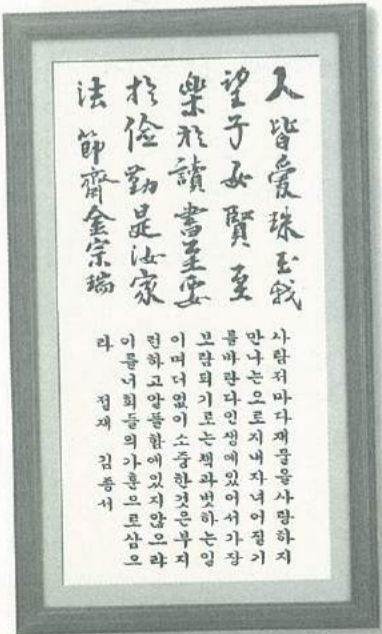 人皆愛珠玉我
望子女賢至
樂於讀書至要
於儉勤是汝家
法 節齋金宗瑞
사람저마다재물을사랑하지
만나는오로지내자녀어질기
를바란다인생에있어서가장
보람되기로는책과벗하는일
이며더없이소중한것은부지
런하고알뜰함에있지않으랴
이를너희들의가훈으로삼으
라 절재 김종서